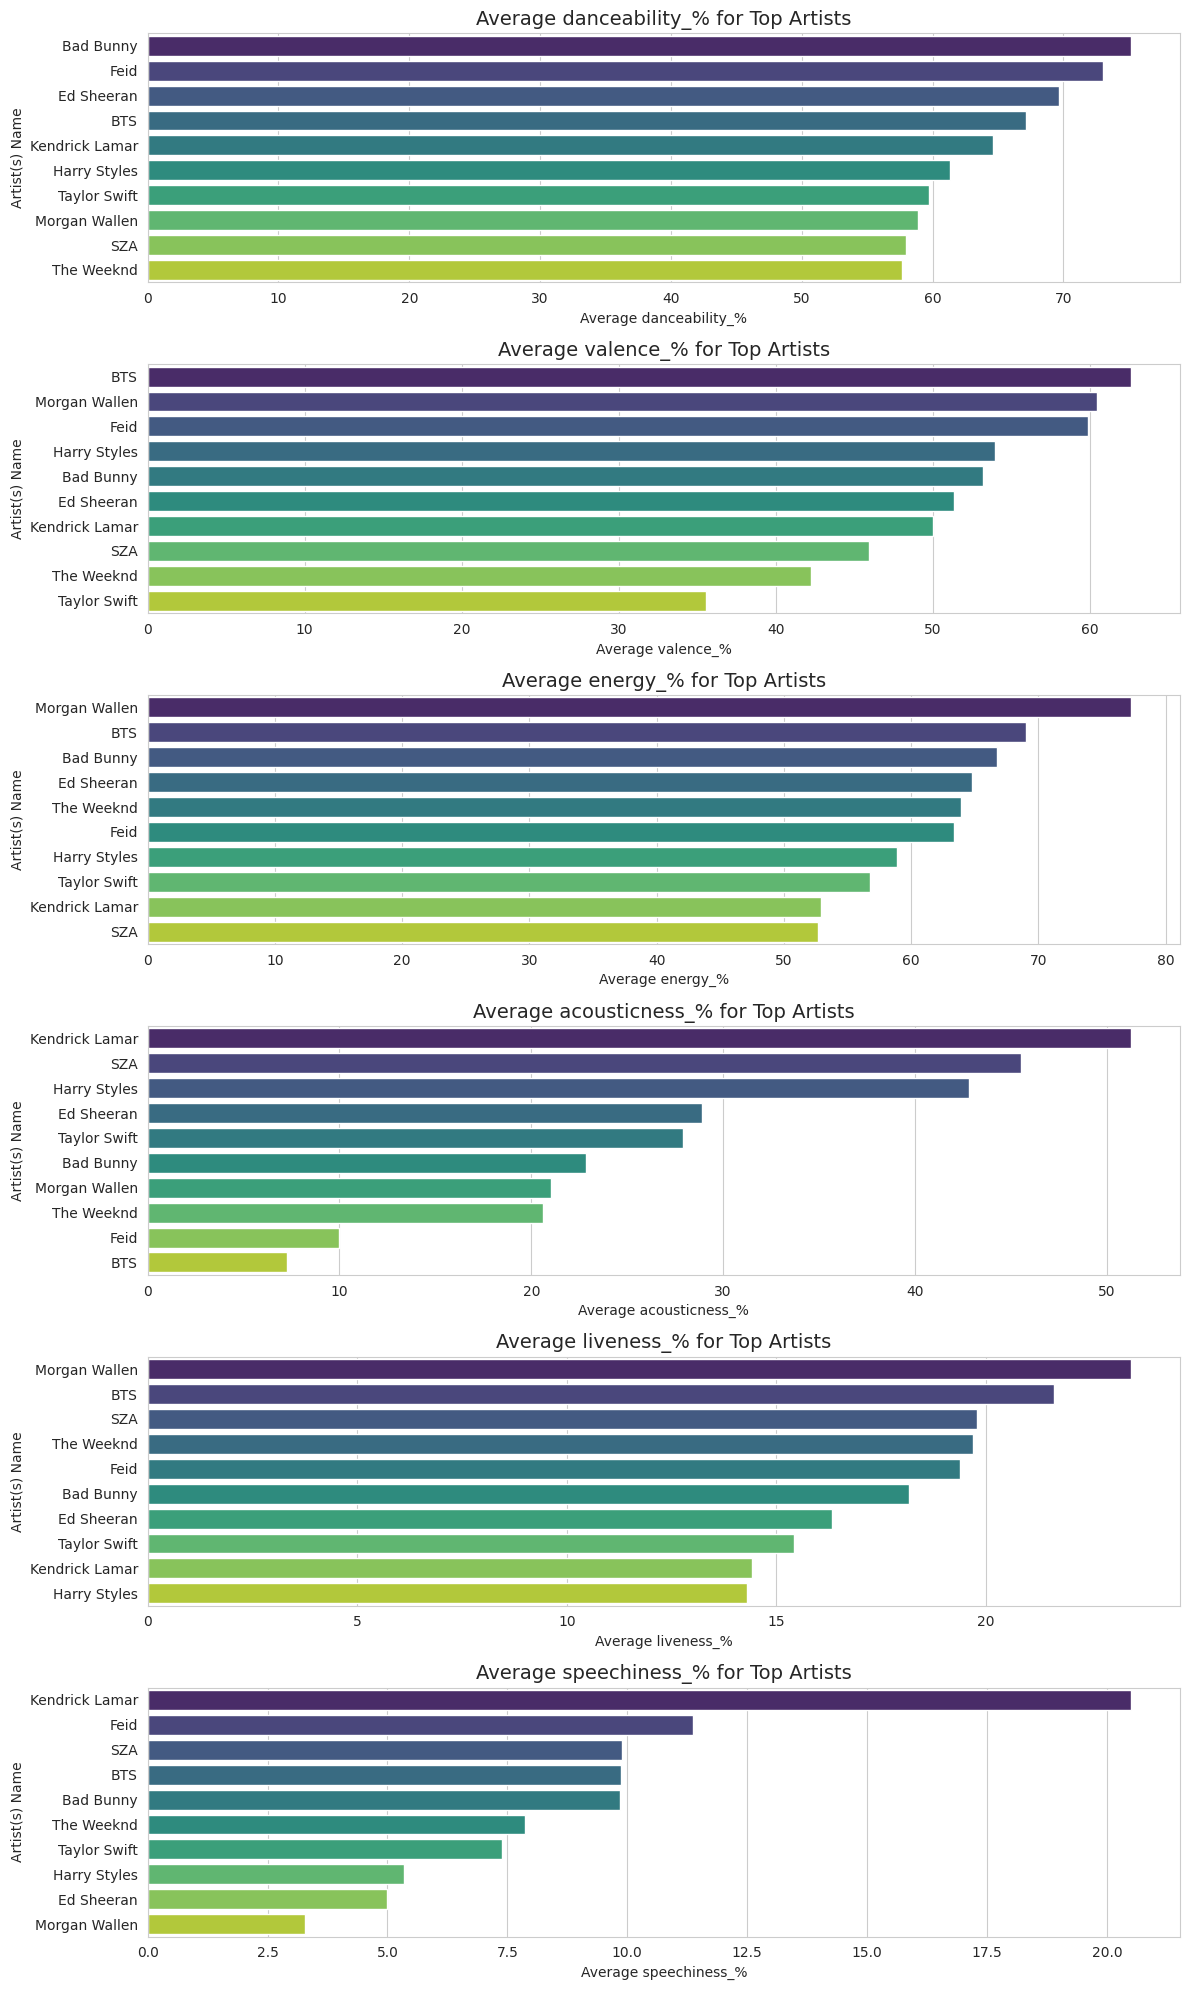 Average danceability_% for Top Artists
Artist(s) Name
Bad Bunny
Feid
Ed Sheeran
BTS
Kendrick Lamar
Harry Styles
Taylor Swift
Morgan Wallen
SZA
The Weeknd
0 10 20 30 40 50 60 70
Average danceability_%
Average valence_% for Top Artists
Artist(s) Name
BTS
Morgan Wallen
Feid
Harry Styles
Bad Bunny
Ed Sheeran
Kendrick Lamar
SZA
The Weeknd
Taylor Swift
0 10 20 30 40 50 60
Average valence_%
Average energy_% for Top Artists
Artist(s) Name
Morgan Wallen
BTS
Bad Bunny
Ed Sheeran
The Weeknd
Feid
Harry Styles
Taylor Swift
Kendrick Lamar
SZA
0 10 20 30 40 50 60 70 80
Average energy_%
Average acousticness_% for Top Artists
Artist(s) Name
Kendrick Lamar
SZA
Harry Styles
Ed Sheeran
Taylor Swift
Bad Bunny
Morgan Wallen
The Weeknd
Feid
BTS
0 10 20 30 40 50
Average acousticness_%
Average liveness_% for Top Artists
Artist(s) Name
Morgan Wallen
BTS
SZA
The Weeknd
Feid
Bad Bunny
Ed Sheeran
Taylor Swift
Kendrick Lamar
Harry Styles
0 5 10 15 20
Average liveness_%
Average speechiness_% for Top Artists
Artist(s) Name
Kendrick Lamar
Feid
SZA
BTS
Bad Bunny
The Weeknd
Taylor Swift
Harry Styles
Ed Sheeran
Morgan Wallen
0.0 2.5 5.0 7.5 10.0 12.5 15.0 17.5 20.0
Average speechiness_%